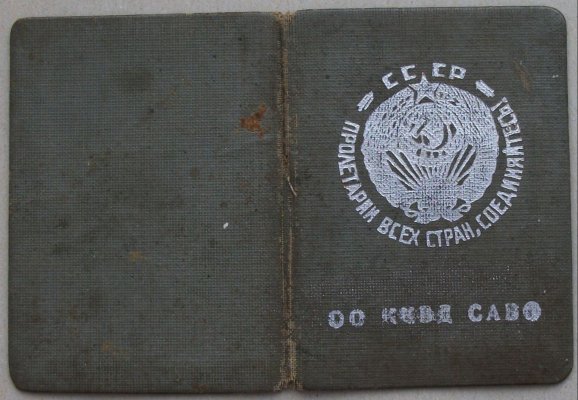 СССР
ПРОЛЕТАРИИ ВСЕХ СТРАН, СОЕДИНЯЙТЕСЬ!
ОО НКВД САВО